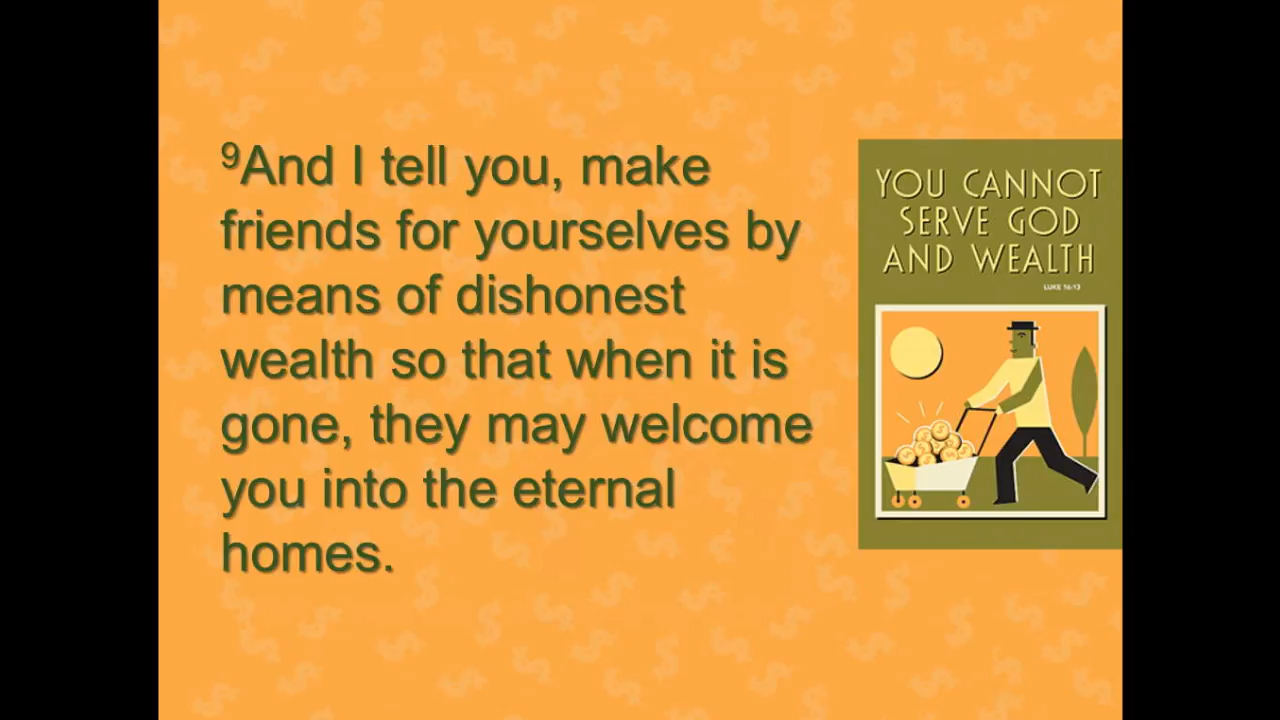 ⁹And I tell you, make
friends for yourselves by
means of dishonest
wealth so that when it is
gone, they may welcome
you into the eternal
homes.
YOU CANNOT
SERVE GOD
AND WEALTH
LUKE 16:13